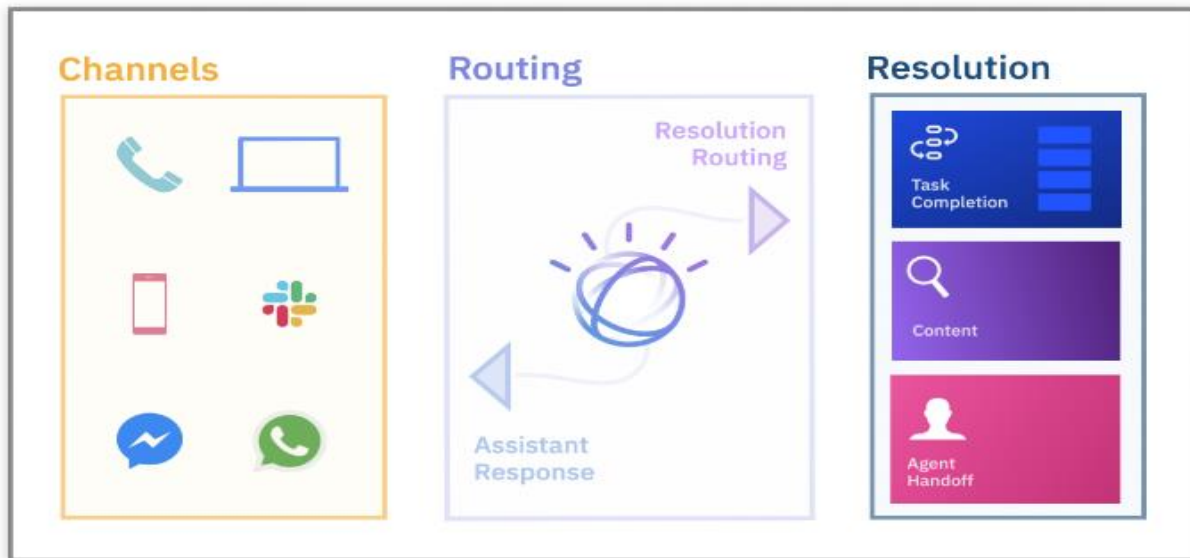 Channels
Routing
Resolution
Resolution
Routing
Assistant
Response
Task
Completion
Content
Agent
Handoff